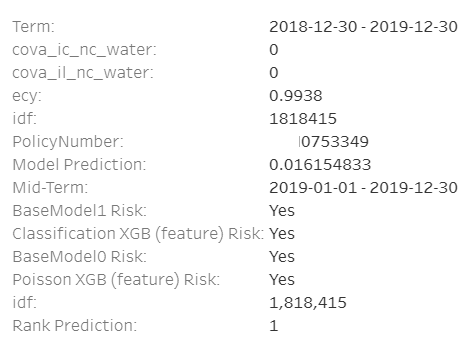 Term: 2018-12-30 - 2019-12-30
cova_ic_nc_water: 0
cova_il_nc_water: 0
ecy: 0.9938
idf: 1818415
PolicyNumber: 0753349
Model Prediction: 0.016154833
Mid-Term: 2019-01-01 - 2019-12-30
BaseModel1 Risk: Yes
Classification XGB (feature) Risk: Yes
BaseModel0 Risk: Yes
Poisson XGB (feature) Risk: Yes
idf: 1,818,415
Rank Prediction: 1